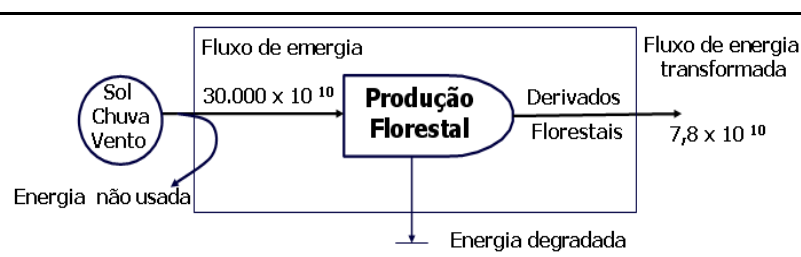 Fluxo de emergia
Fluxo de energia
transformada
Sol
Chuva
Vento
30.000 x 10 10
Produção
Florestal
Derivados
Florestais
7,8 x 10 10
Energia não usada
Energia degradada